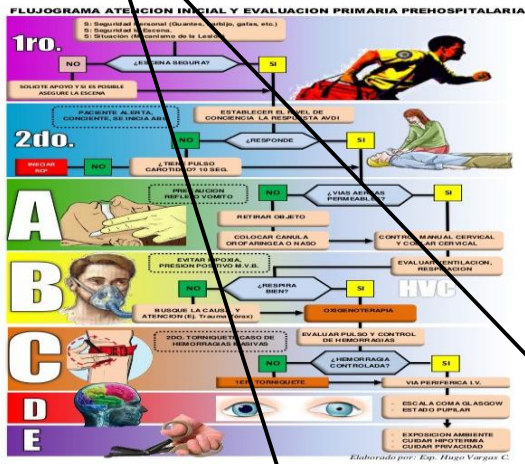 FLUJOGRAMA ATENCION INICIAL Y EVALUACION PRIMARIA PREHOSPITALARIA
1ro.
S: Seguridad Personal (Guantes, Tarbijo, gafas, etc.)
S: Seguridad la Escena.
S: Situación (Mecanismo de la Lesión)
NO
¿ESCENA SEGURA?
SI
SOLICITE APOYO Y SI ES POSIBLE
ASEGURE LA ESCENA
2do.
PACIENTE ALERTA,
CONCIENTE, SE INICIA
ESTABLECER EL NIVEL DE
CONCIENCIA LA RESPUESTA AVDI
NO
¿RESPONDE
SI
INICIAR
RCP
NO
¿TIENE PULSO
CAROTIDEO? 10 SEG.
A
PRECAUCION
REFLEJO VOMITO
NO
¿VIAS AEREAS
PERMEABLES?
SI
RETIRAR OBJETO
COLOCAR CANULA
OROFARINGEA O NASO
CONTROL MANUAL CERVICAL
Y COLLAR CERVICAL
B
EVITAR HIPOXIA,
PRESION POSITIVO M.V.B.
EVALUAR VENTILACION,
RESPIRACION
NO
¿RESPIRA
BIEN?
SI
HVC
BUSQUE LA CAUSA Y
ATENCION (Ej. Trauma Tórax)
OXIGENOTERAPIA
C
2DO. TORNIQUETE CASO DE
HEMORRAGIAS MASIVAS
EVALUAR PULSO Y CONTROL
DE HEMORRAGIAS
NO
¿HEMORRAGIA
CONTROLADA?
SI
1ER. TORNIQUETE
VIA PERIFERICA I.V.
D
- ESCALA COMA GLASGOW
- ESTADO PUPILAR
E
- EXPOSICION AMBIENTE
- CUIDAR HIPOTERMIA
- CUIDAR PRIVACIDAD
Elaborado por: Esp. Hugo Vargas C.